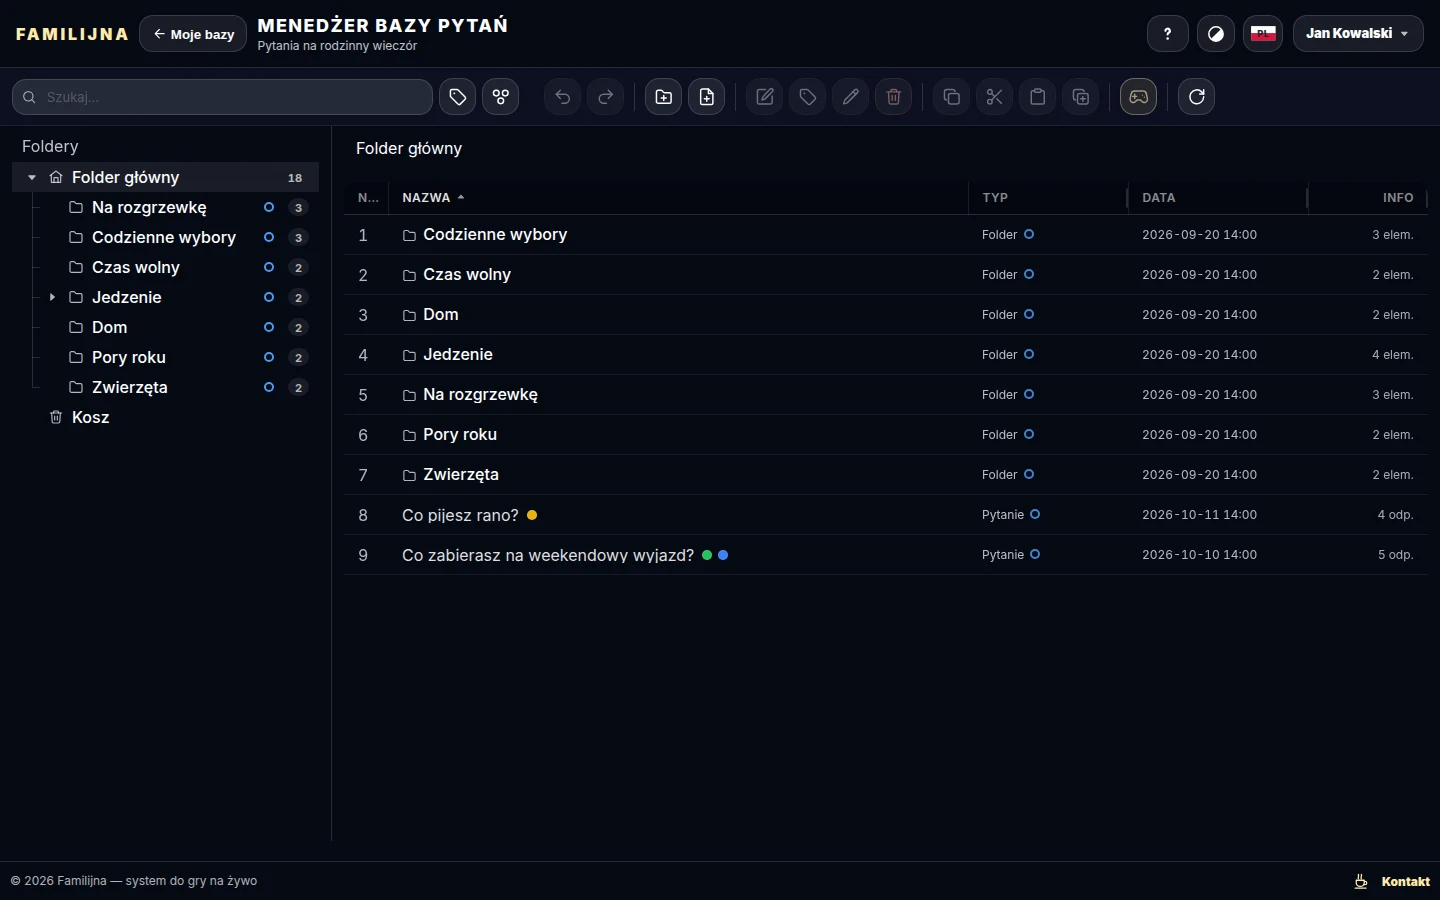 FAMILIJNA
Moje bazy
MENEDŻER BAZY PYTAŃ
Pytania na rodzinny wieczór
?
PL
Jan Kowalski
Szukaj...
Foldery
Folder główny 18
Na rozgrzewkę 3
Codzienne wybory 3
Czas wolny 2
Jedzenie 2
Dom 2
Pory roku 2
Zwierzęta 2
Kosz
Folder główny
N... NAZWA TYP DATA INFO
1 Codzienne wybory Folder 2026-09-20 14:00 3 elem.
2 Czas wolny Folder 2026-09-20 14:00 2 elem.
3 Dom Folder 2026-09-20 14:00 2 elem.
4 Jedzenie Folder 2026-09-20 14:00 4 elem.
5 Na rozgrzewkę Folder 2026-09-20 14:00 3 elem.
6 Pory roku Folder 2026-09-20 14:00 2 elem.
7 Zwierzęta Folder 2026-09-20 14:00 2 elem.
8 Co pijesz rano? Pytanie 2026-10-11 14:00 4 odp.
9 Co zabierasz na weekendowy wyjazd? Pytanie 2026-10-10 14:00 5 odp.
© 2026 Familijna — system do gry na żywo
Kontakt